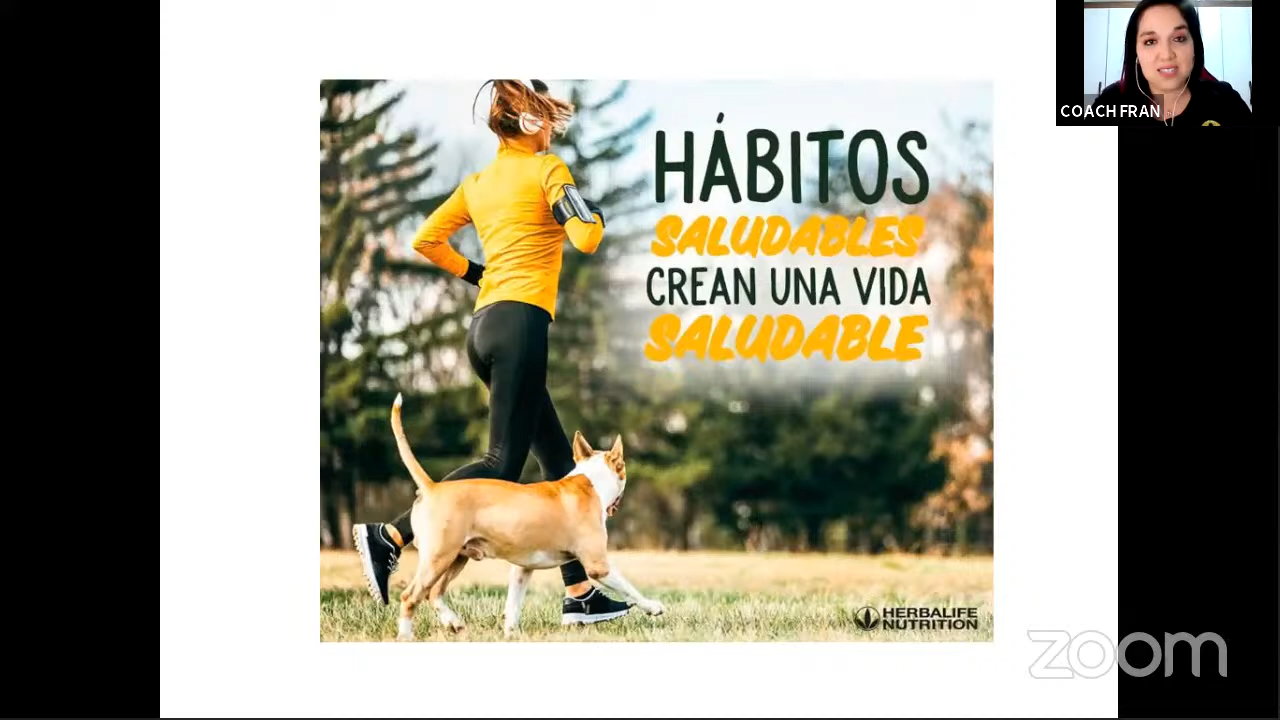 COACH FRAN
HÁBITOS
SALUDABLES
CREAN UNA VIDA
SALUDABLE
HERBALIFE
NUTRITION
zoom